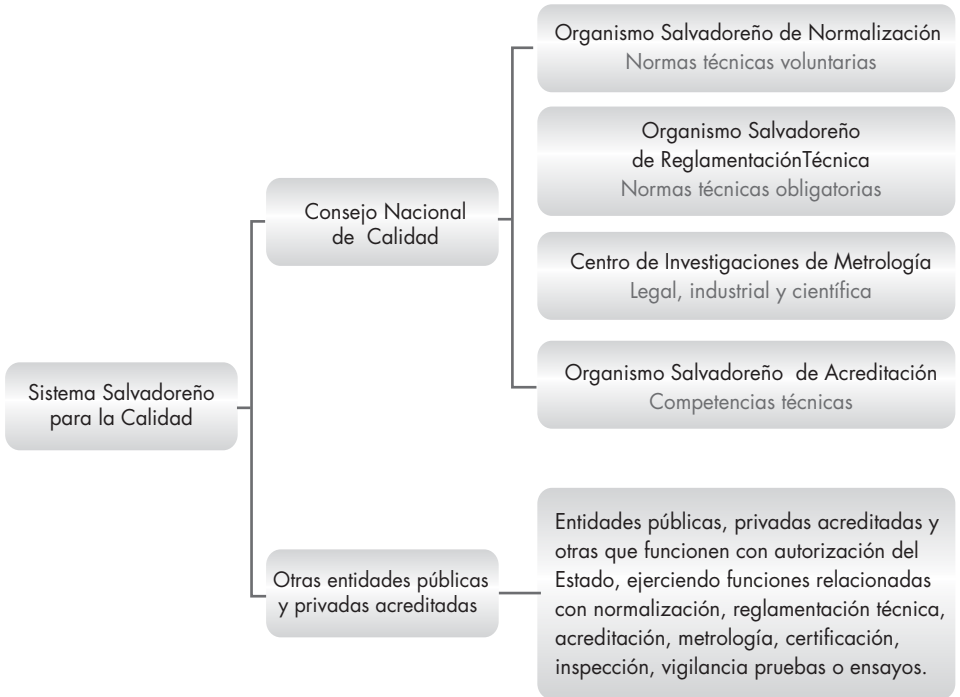 Organismo Salvadoreño de Normalización
Normas técnicas voluntarias
Organismo Salvadoreño
de ReglamentaciónTécnica
Normas técnicas obligatorias
Consejo Nacional
de Calidad
Centro de Investigaciones de Metrología
Legal, industrial y científica
Organismo Salvadoreño de Acreditación
Competencias técnicas
Sistema Salvadoreño
para la Calidad
Otras entidades públicas
y privadas acreditadas
Entidades públicas, privadas acreditadas y
otras que funcionen con autorización del
Estado, ejerciendo funciones relacionadas
con normalización, reglamentación técnica,
acreditación, metrología, certificación,
inspección, vigilancia pruebas o ensayos.